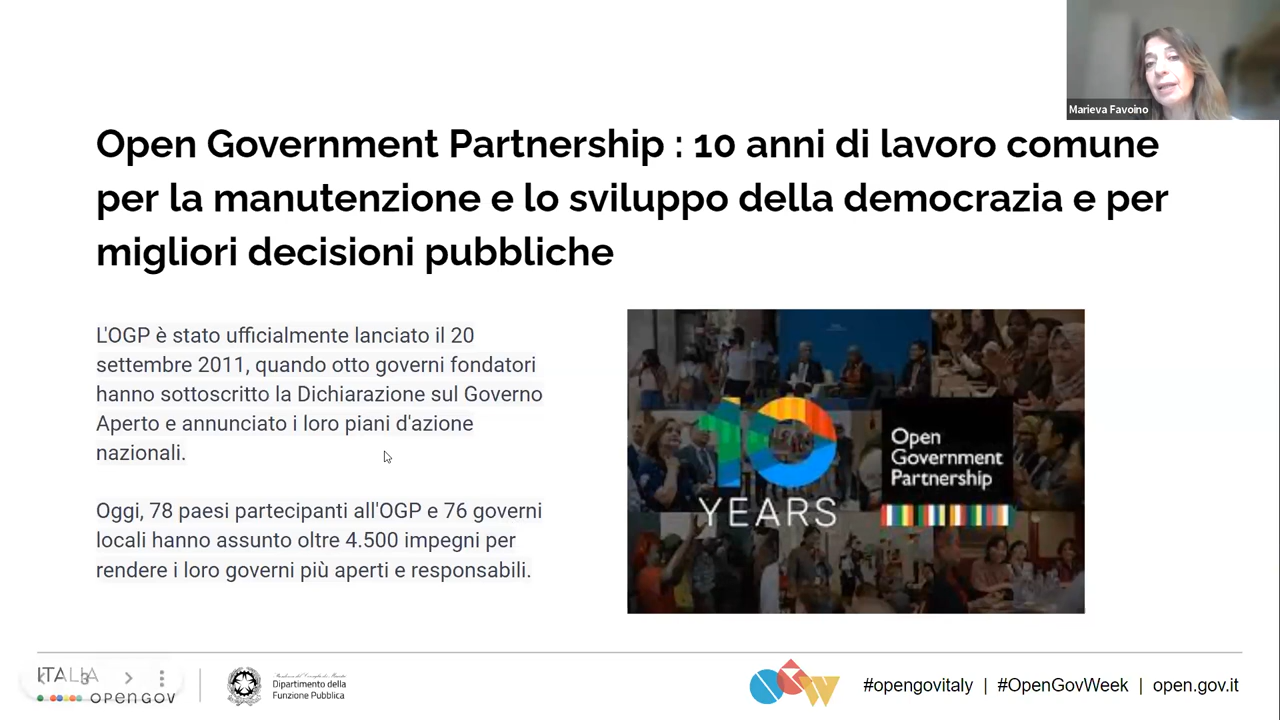 Marieva Favoino
Open Government Partnership : 10 anni di lavoro comune
per la manutenzione e lo sviluppo della democrazia e per
migliori decisioni pubbliche
L'OGP è stato ufficialmente lanciato il 20
settembre 2011, quando otto governi fondatori
hanno sottoscritto la Dichiarazione sul Governo
Aperto e annunciato i loro piani d'azione
nazionali.
Oggi, 78 paesi partecipanti all'OGP e 76 governi
locali hanno assunto oltre 4.500 impegni per
rendere i loro governi più aperti e responsabili.
10
YEARS
Open
Government
Partnership
ITALIA
open gov
Dipartimento della
Funzione Pubblica
OGW
#opengovitaly | #OpenGovWeek | open.gov.it